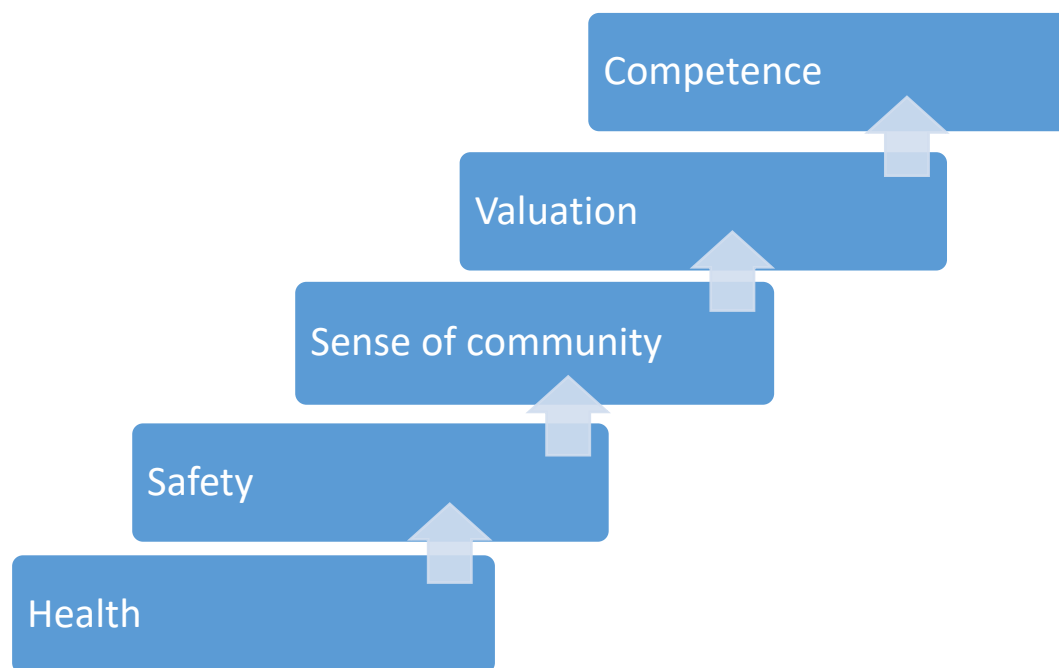 Competence
Valuation
Sense of community
Safety
Health